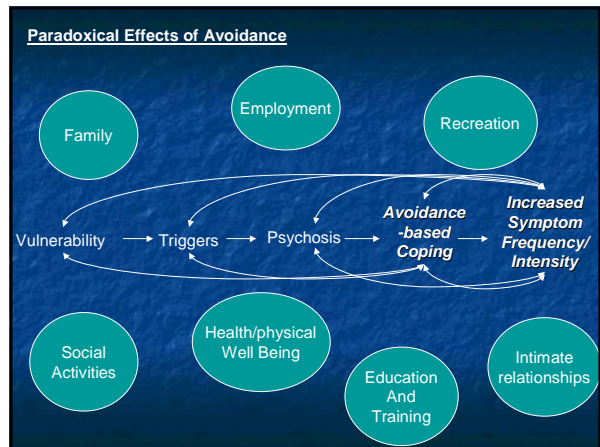 Paradoxical Effects of Avoidance
Family
Employment
Recreation
Vulnerability
Triggers
Psychosis
Avoidance
-based
Coping
Increased
Symptom
Frequency/
Intensity
Social
Activities
Health/physical
Well Being
Education
And
Training
Intimate
relationships